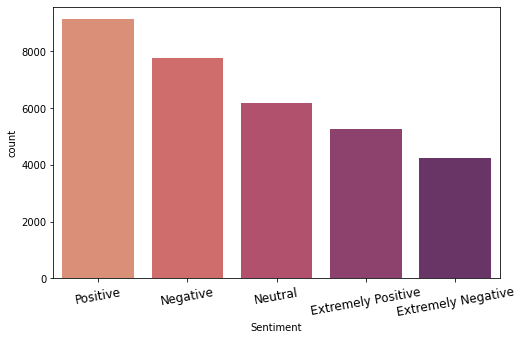 8000
6000
4000
2000
0
count
Positive
Negative
Neutral
Extremely Positive
Extremely Negative
Sentiment